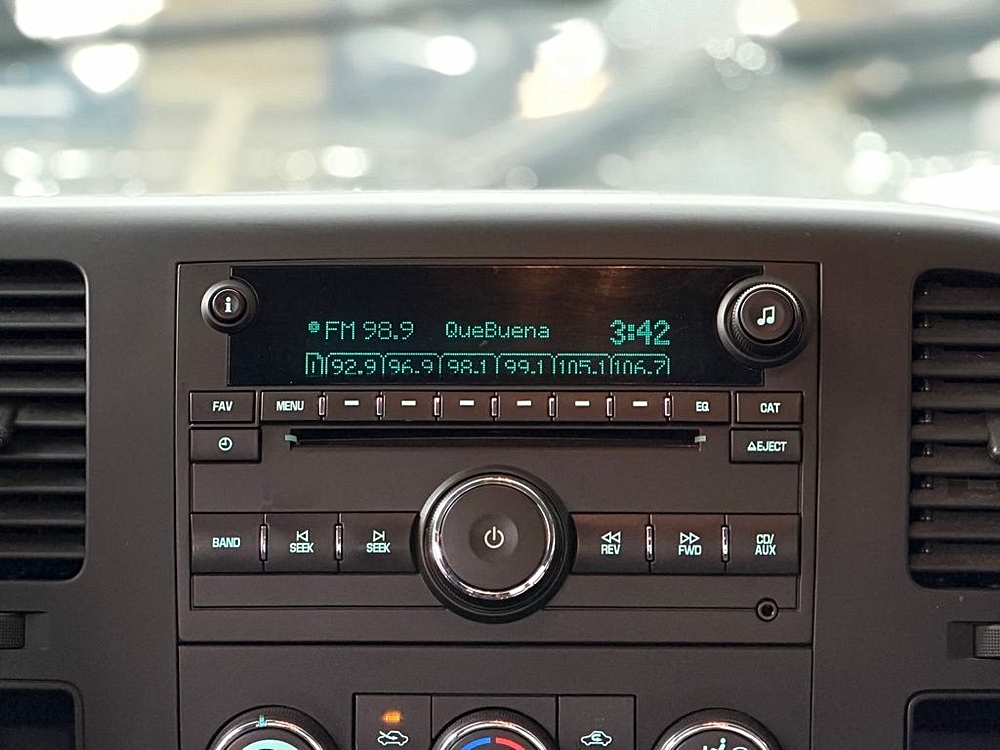 FM 98.9 QueBuena 3:42
92.9 96.9 98.1 99.1 105.1 106.7
FAV MENU EQ CAT
EJECT
BAND SEEK SEEK REV FWD CD/AUX